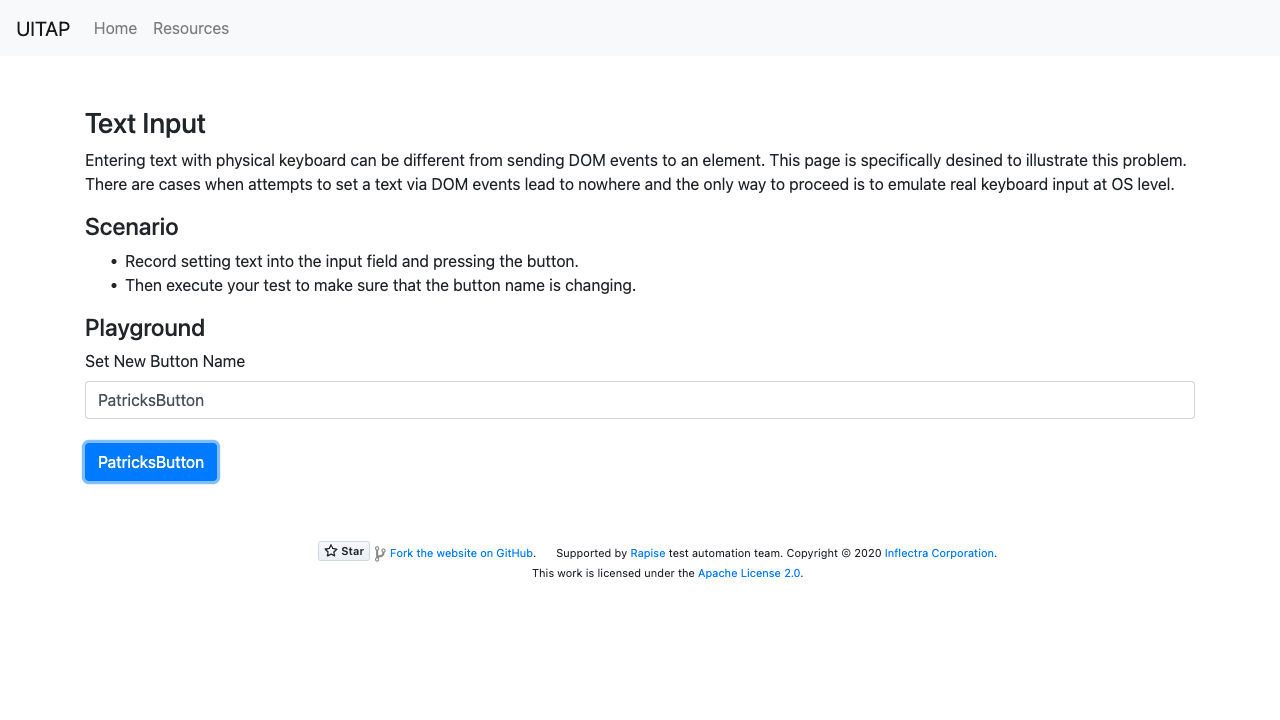 UITAP Home Resources
Text Input
Entering text with physical keyboard can be different from sending DOM events to an element. This page is specifically desined to illustrate this problem.
There are cases when attempts to set a text via DOM events lead to nowhere and the only way to proceed is to emulate real keyboard input at OS level.
Scenario
• Record setting text into the input field and pressing the button.
• Then execute your test to make sure that the button name is changing.
Playground
Set New Button Name
PatricksButton
PatricksButton
Star Fork the website on GitHub. Supported by Rapise test automation team. Copyright © 2020 Inflectra Corporation.
This work is licensed under the Apache License 2.0.